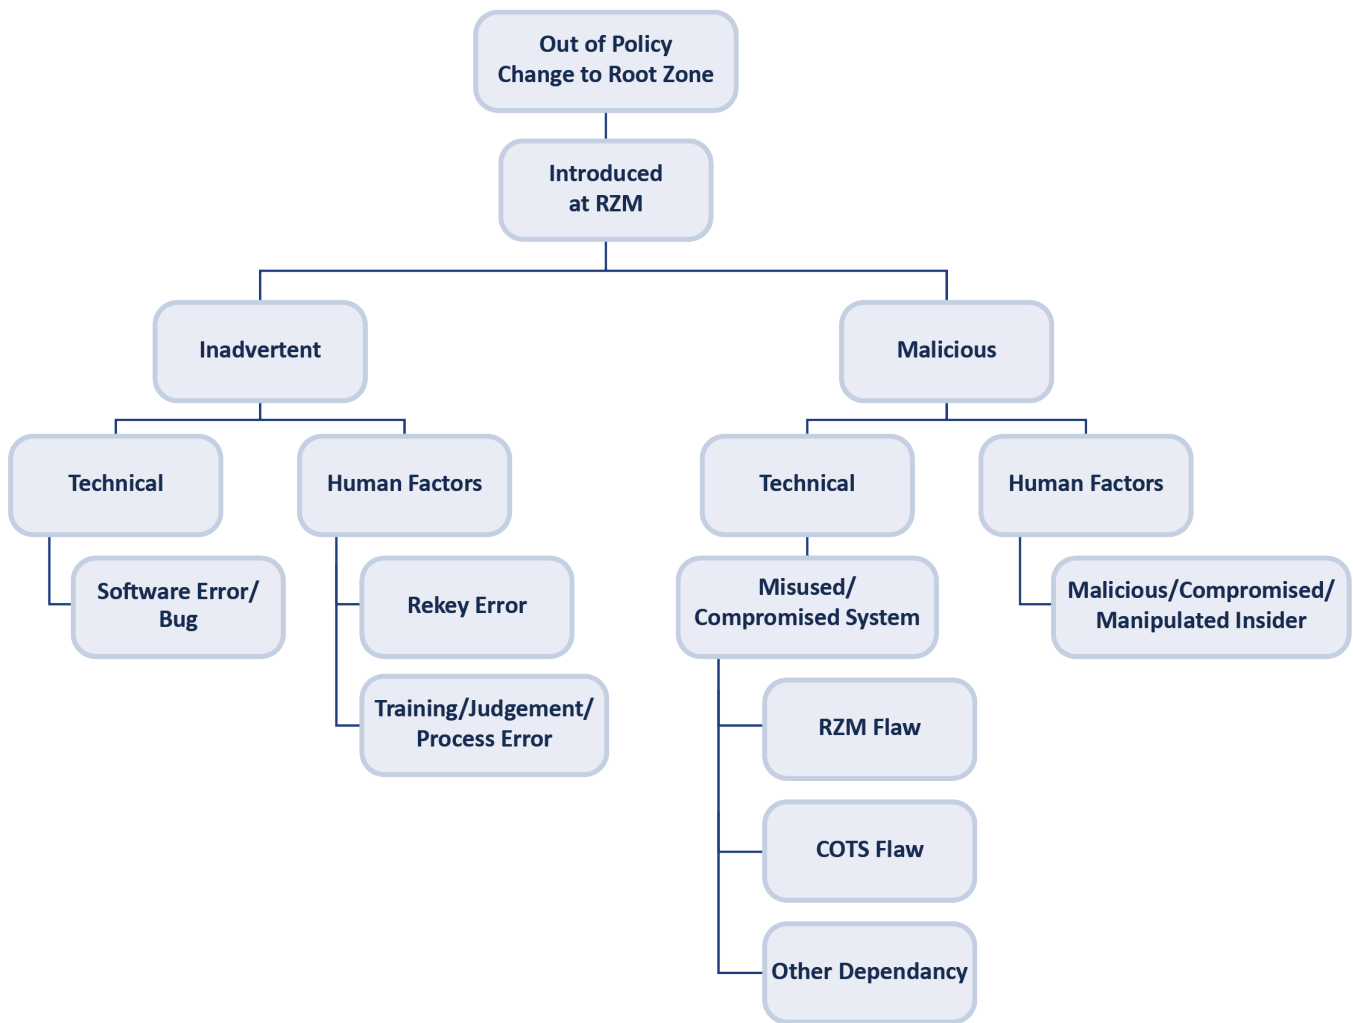 Out of Policy
Change to Root Zone
Introduced
at RZM
Inadvertent
Malicious
Technical
Human Factors
Technical
Human Factors
Software Error/
Bug
Rekey Error
Misused/
Compromised System
Malicious/Compromised/
Manipulated Insider
Training/Judgement/
Process Error
RZM Flaw
COTS Flaw
Other Dependancy